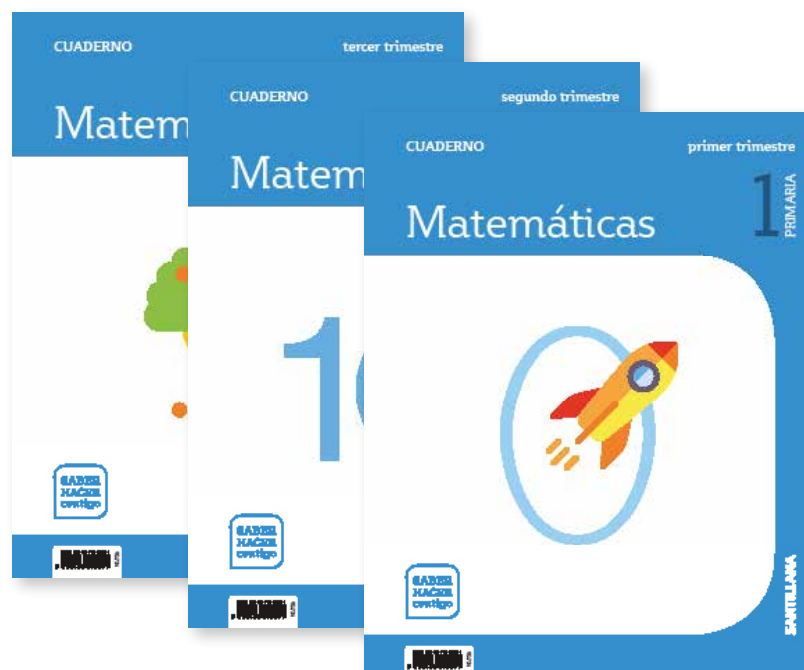 CUADERNO tercer trimestre
Matem
CUADERNO segundo trimestre
Matem
1
CUADERNO primer trimestre
1 PRIMARIA
Matemáticas
SABER
HACER
contigo
SABER
HACER
contigo
SABER
HACER
contigo
SANTILLANA